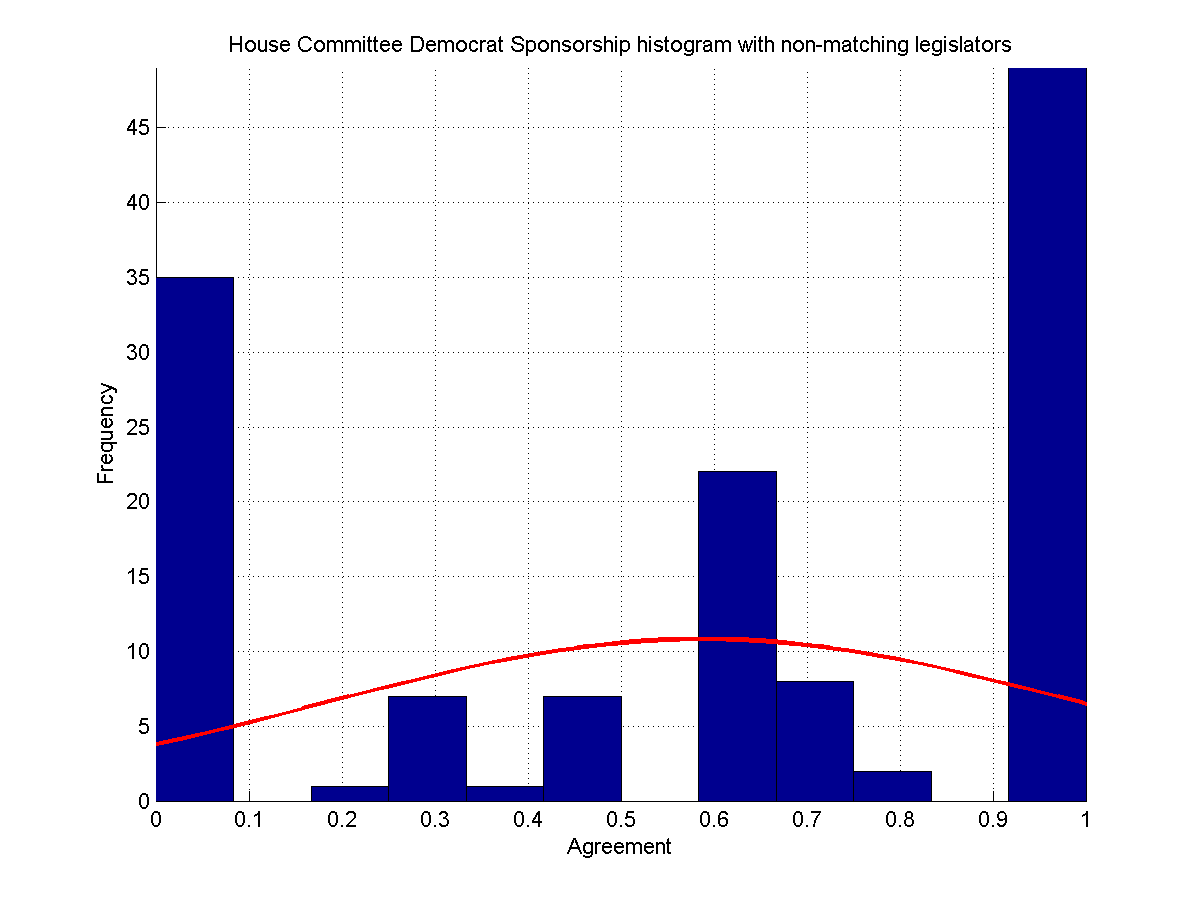 House Committee Democrat Sponsorship histogram with non-matching legislators
45
40
35
30
25
20
15
10
5
0
Frequency
0 0.1 0.2 0.3 0.4 0.5 0.6 0.7 0.8 0.9 1
Agreement